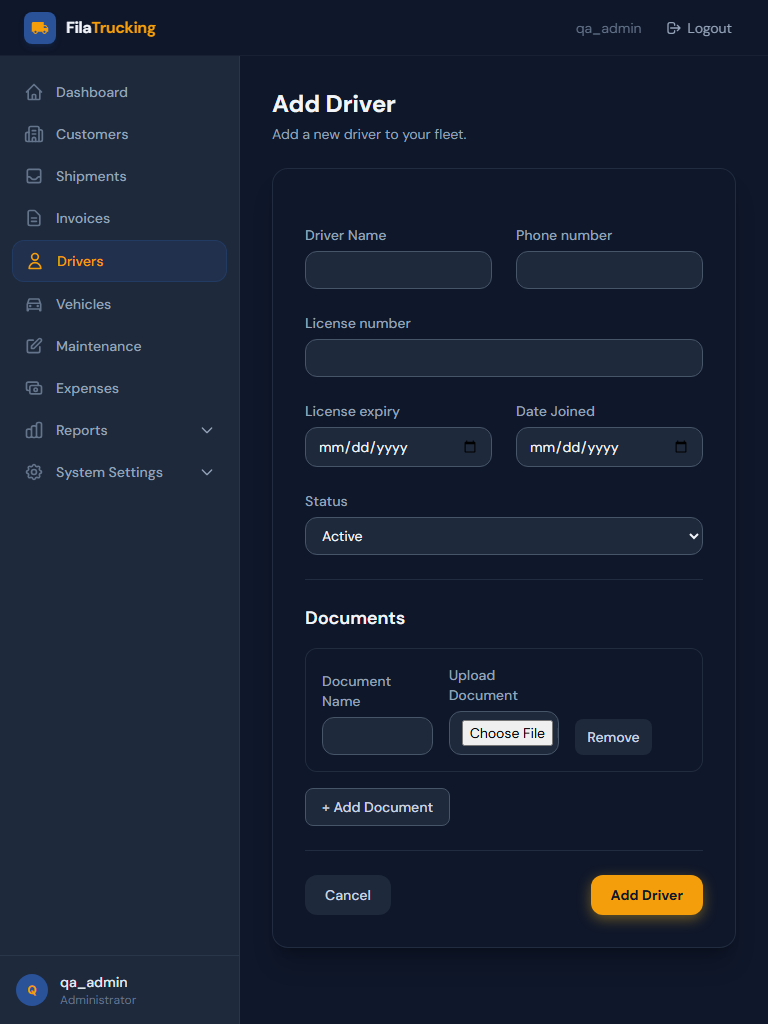 FilaTrucking
qa_admin
Logout
Dashboard
Customers
Shipments
Invoices
Drivers
Vehicles
Maintenance
Expenses
Reports
System Settings
Add Driver
Add a new driver to your fleet.
Driver Name
Phone number
License number
License expiry
Date Joined
mm/dd/yyyy
mm/dd/yyyy
Status
Active
Documents
Document
Name
Upload
Document
Choose File
Remove
+ Add Document
Cancel
Add Driver
Q
qa_admin
Administrator